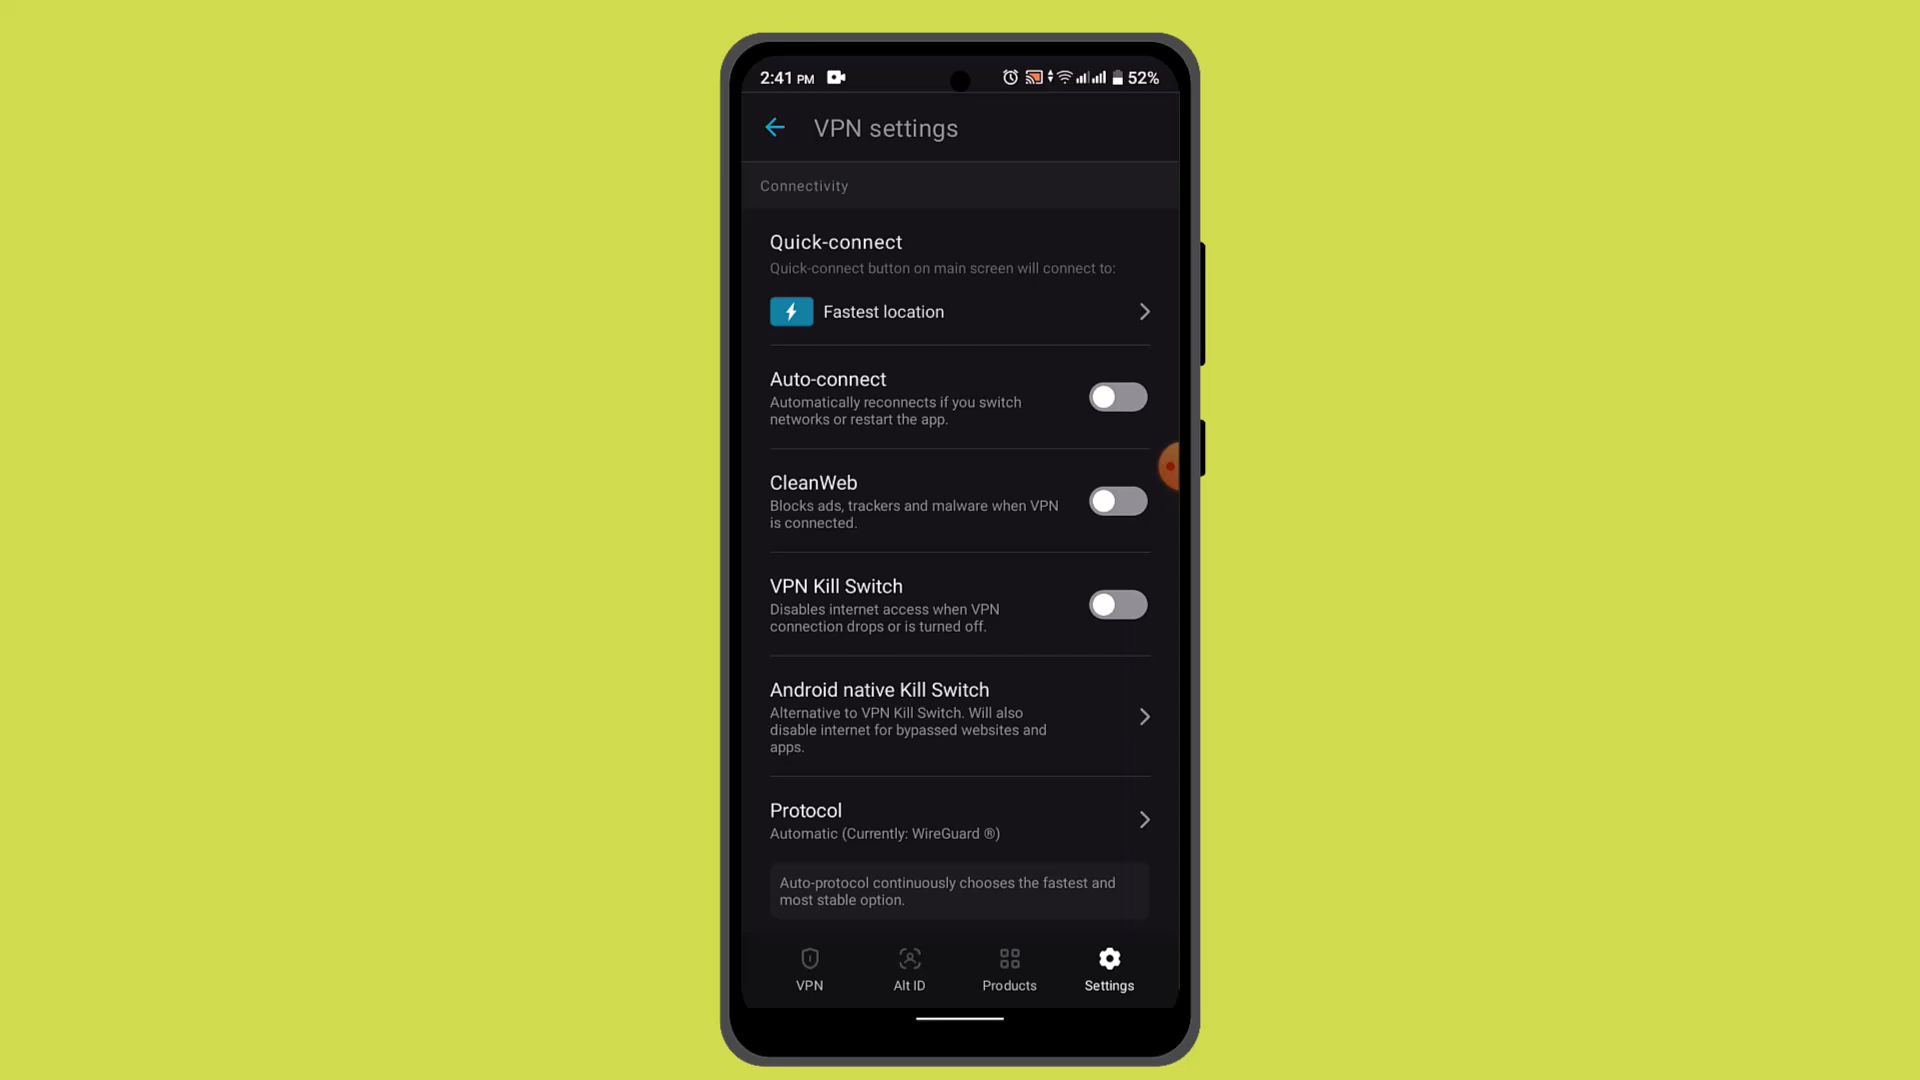 2:41 PM
52%
VPN settings
Connectivity
Quick-connect
Quick-connect button on main screen will connect to:
Fastest location
Auto-connect
Automatically reconnects if you switch
networks or restart the app.
CleanWeb
Blocks ads, trackers and malware when VPN
is connected.
VPN Kill Switch
Disables internet access when VPN
connection drops or is turned off.
Android native Kill Switch
Alternative to VPN Kill Switch. Will also
disable internet for bypassed websites and
apps.
Protocol
Automatic (Currently: WireGuard ®)
Auto-protocol continuously chooses the fastest and
most stable option.
VPN
Alt ID
Products
Settings